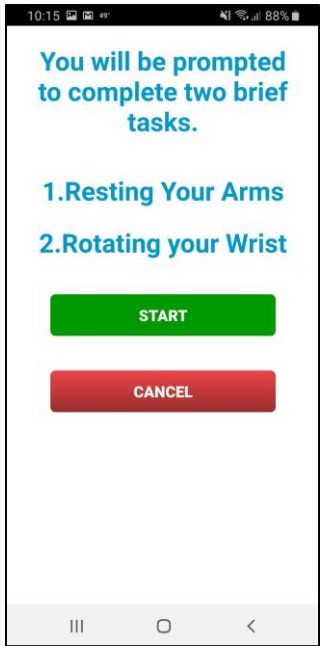 10:15 49° 88%
You will be prompted
to complete two brief
tasks.
1.Resting Your Arms
2.Rotating your Wrist
START
CANCEL